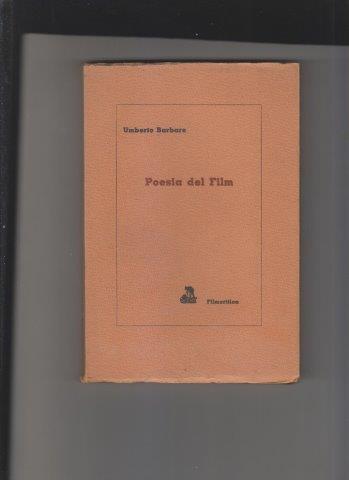 Umberto Barbaro
Poesia del Film
Filmcritica